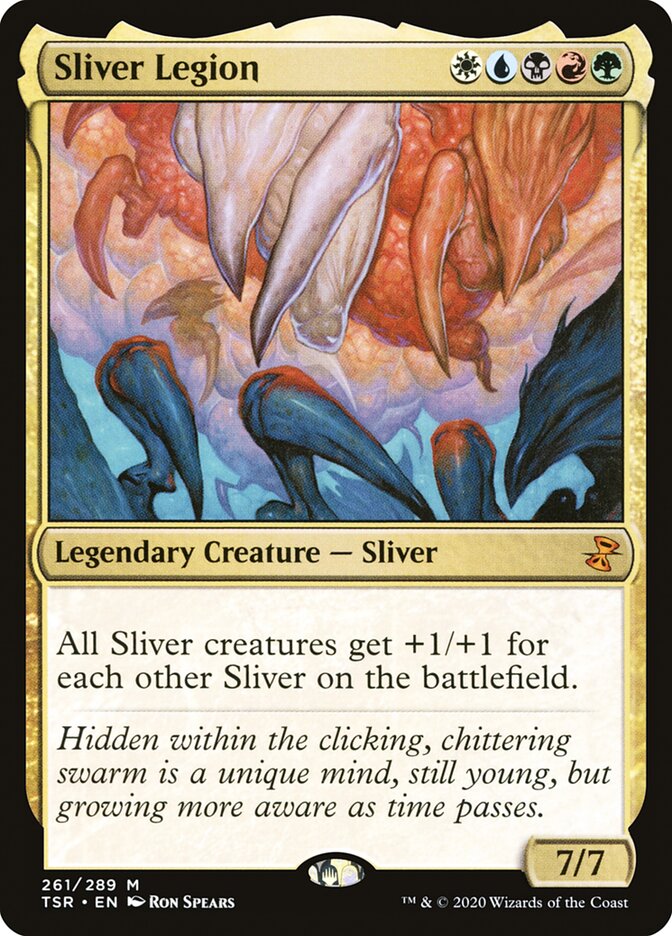 Sliver Legion
Legendary Creature — Sliver
All Sliver creatures get +1/+1 for
each other Sliver on the battlefield.
Hidden within the clicking, chittering
swarm is a unique mind, still young, but
growing more aware as time passes.
7/7
261/289 M
TSR • EN Ron Spears
™ & © 2020 Wizards of the Coast